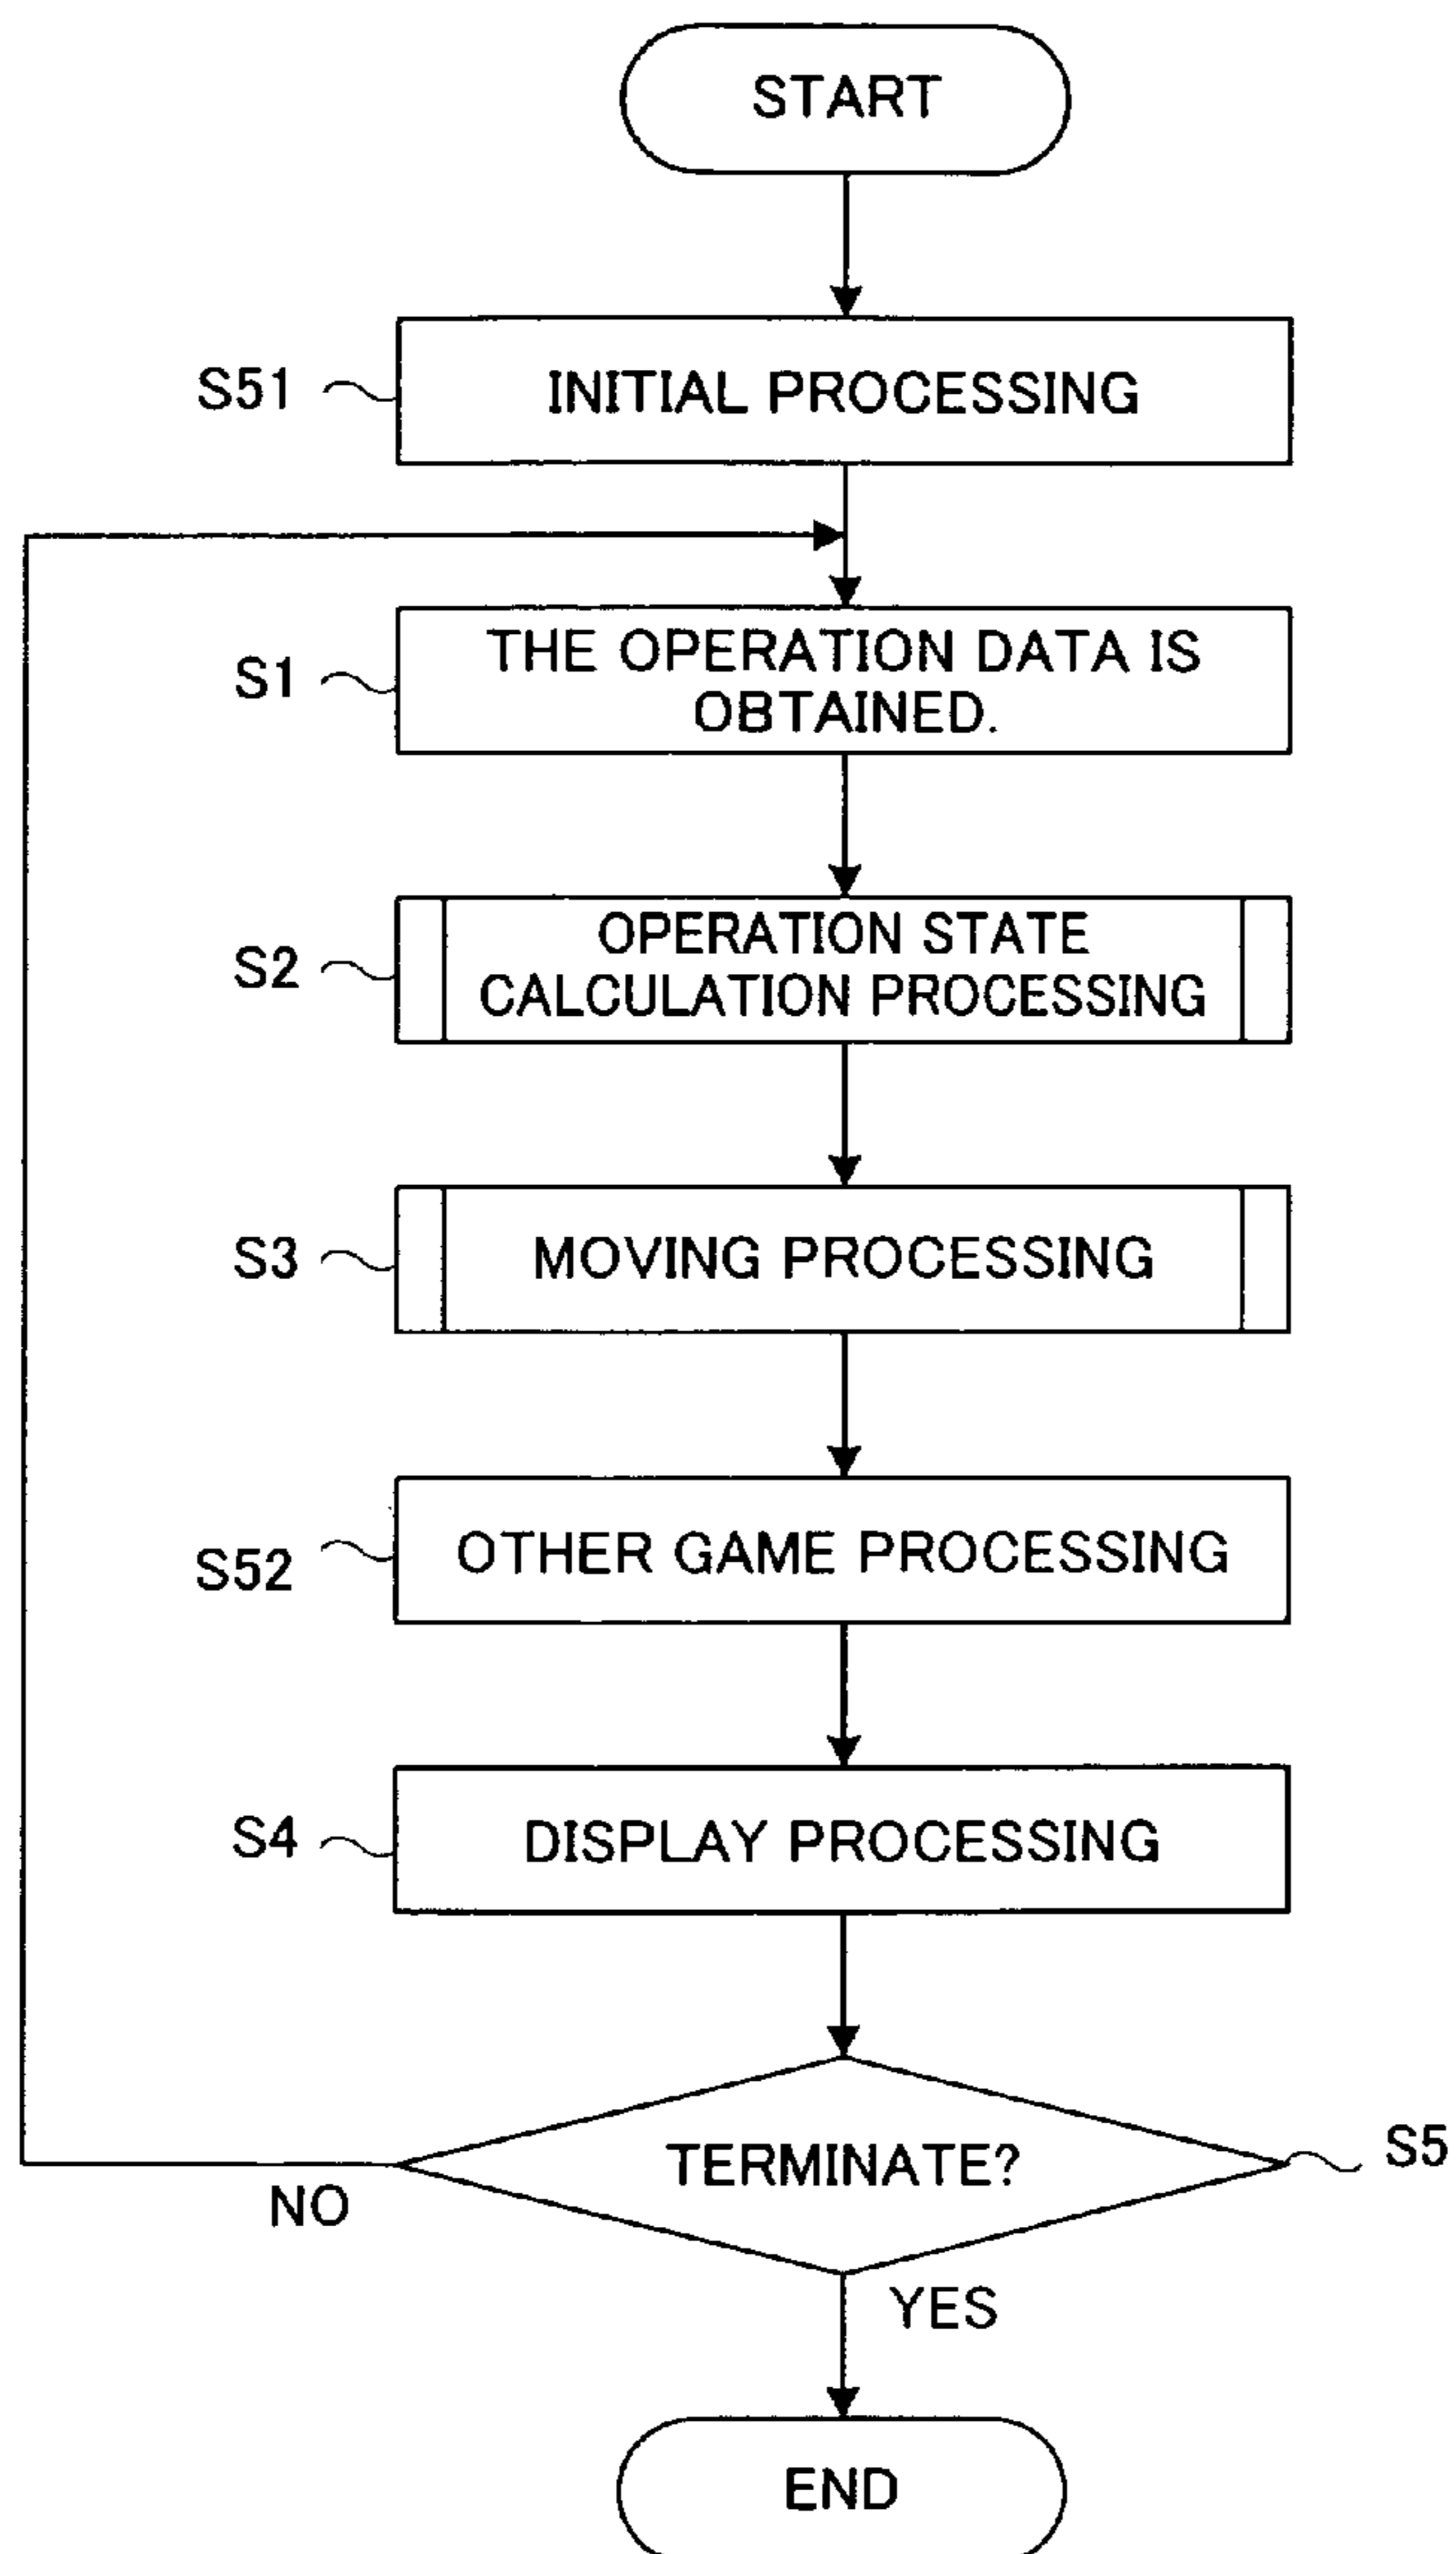 START
S51
INITIAL PROCESSING
S1
THE OPERATION DATA IS
OBTAINED.
S2
OPERATION STATE
CALCULATION PROCESSING
S3
MOVING PROCESSING
S52
OTHER GAME PROCESSING
S4
DISPLAY PROCESSING
TERMINATE?
S5
NO
YES
END